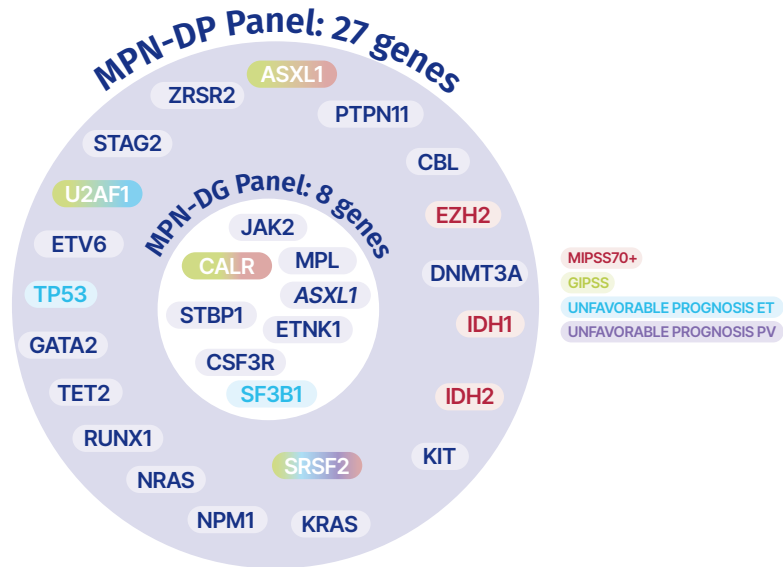 MPN-DP Panel: 27 genes
ASXL1
ZRSR2
PTPN11
STAG2
CBL
U2AF1
EZH2
ETV6
DNMT3A
TP53
IDH1
GATA2
TET2
IDH2
RUNX1
KIT
NRAS
SRSF2
NPM1
KRAS
MPN-DG Panel: 8 genes
JAK2
CALR
MPL
ASXL1
STBP1
ETNK1
CSF3R
SF3B1
MIPSS70+
GIPSS
UNFAVORABLE PROGNOSIS ET
UNFAVORABLE PROGNOSIS PV